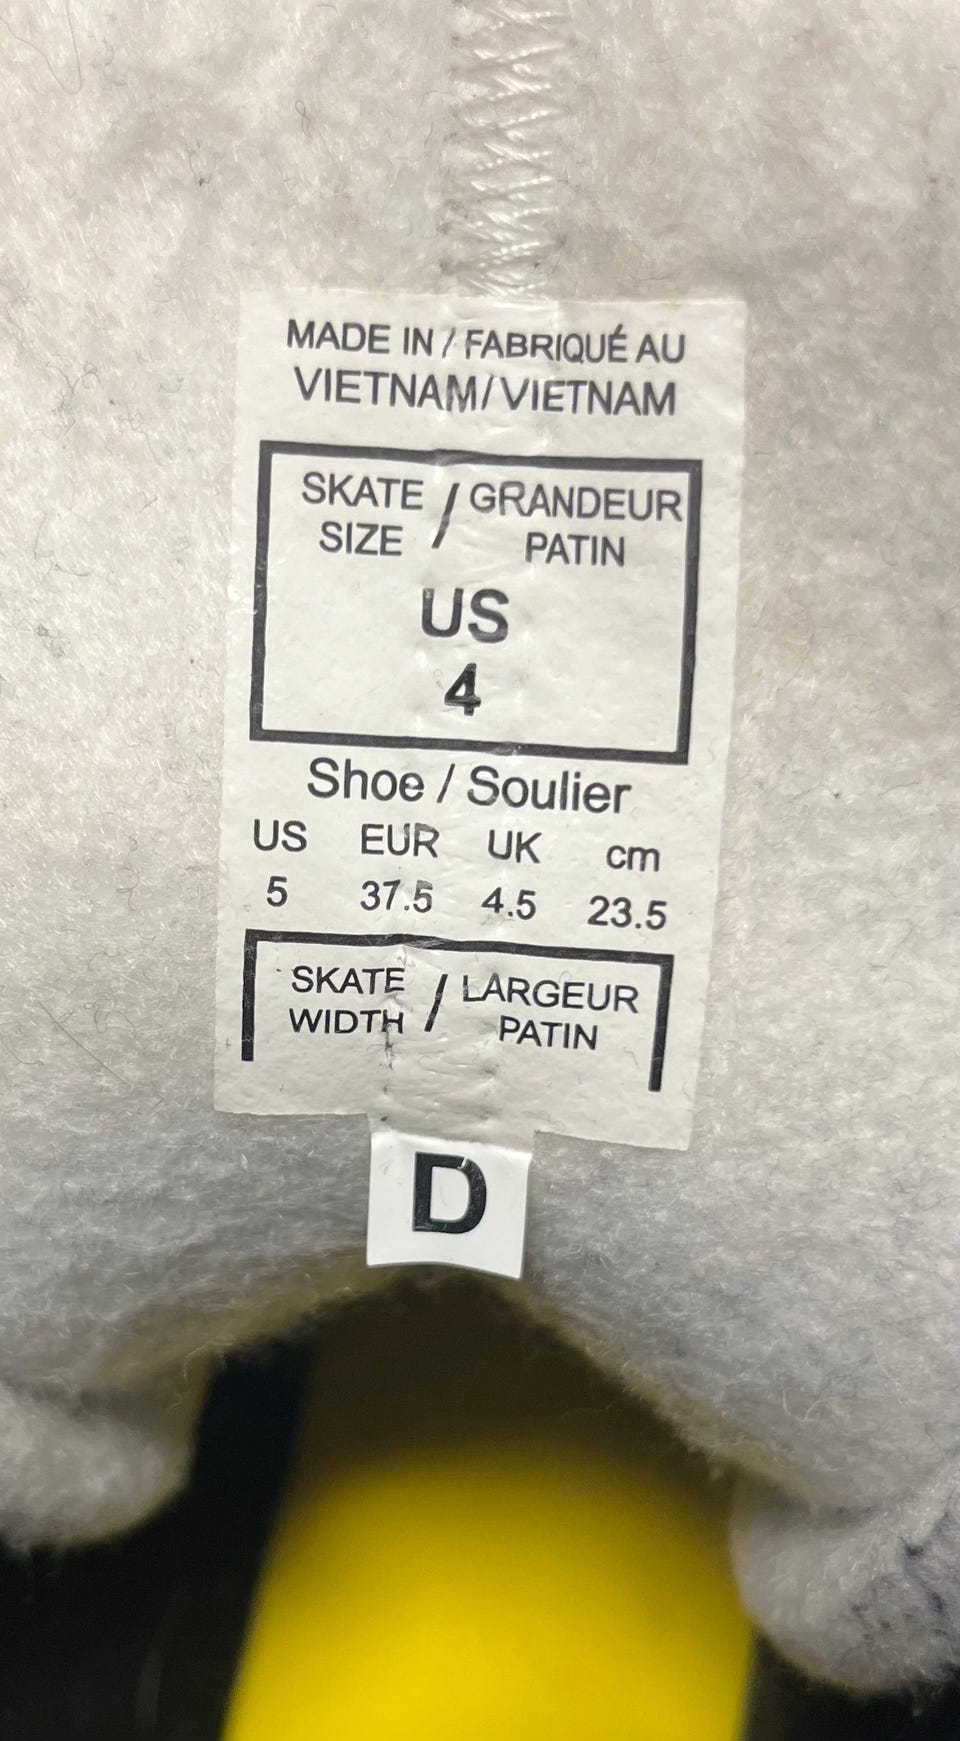 MADE IN / FABRIQUÉ AU
VIETNAM/VIETNAM
SKATE / GRANDEUR
SIZE PATIN
US
4
Shoe / Soulier
US EUR UK cm
5 37.5 4.5 23.5
SKATE / LARGEUR
WIDTH PATIN
D